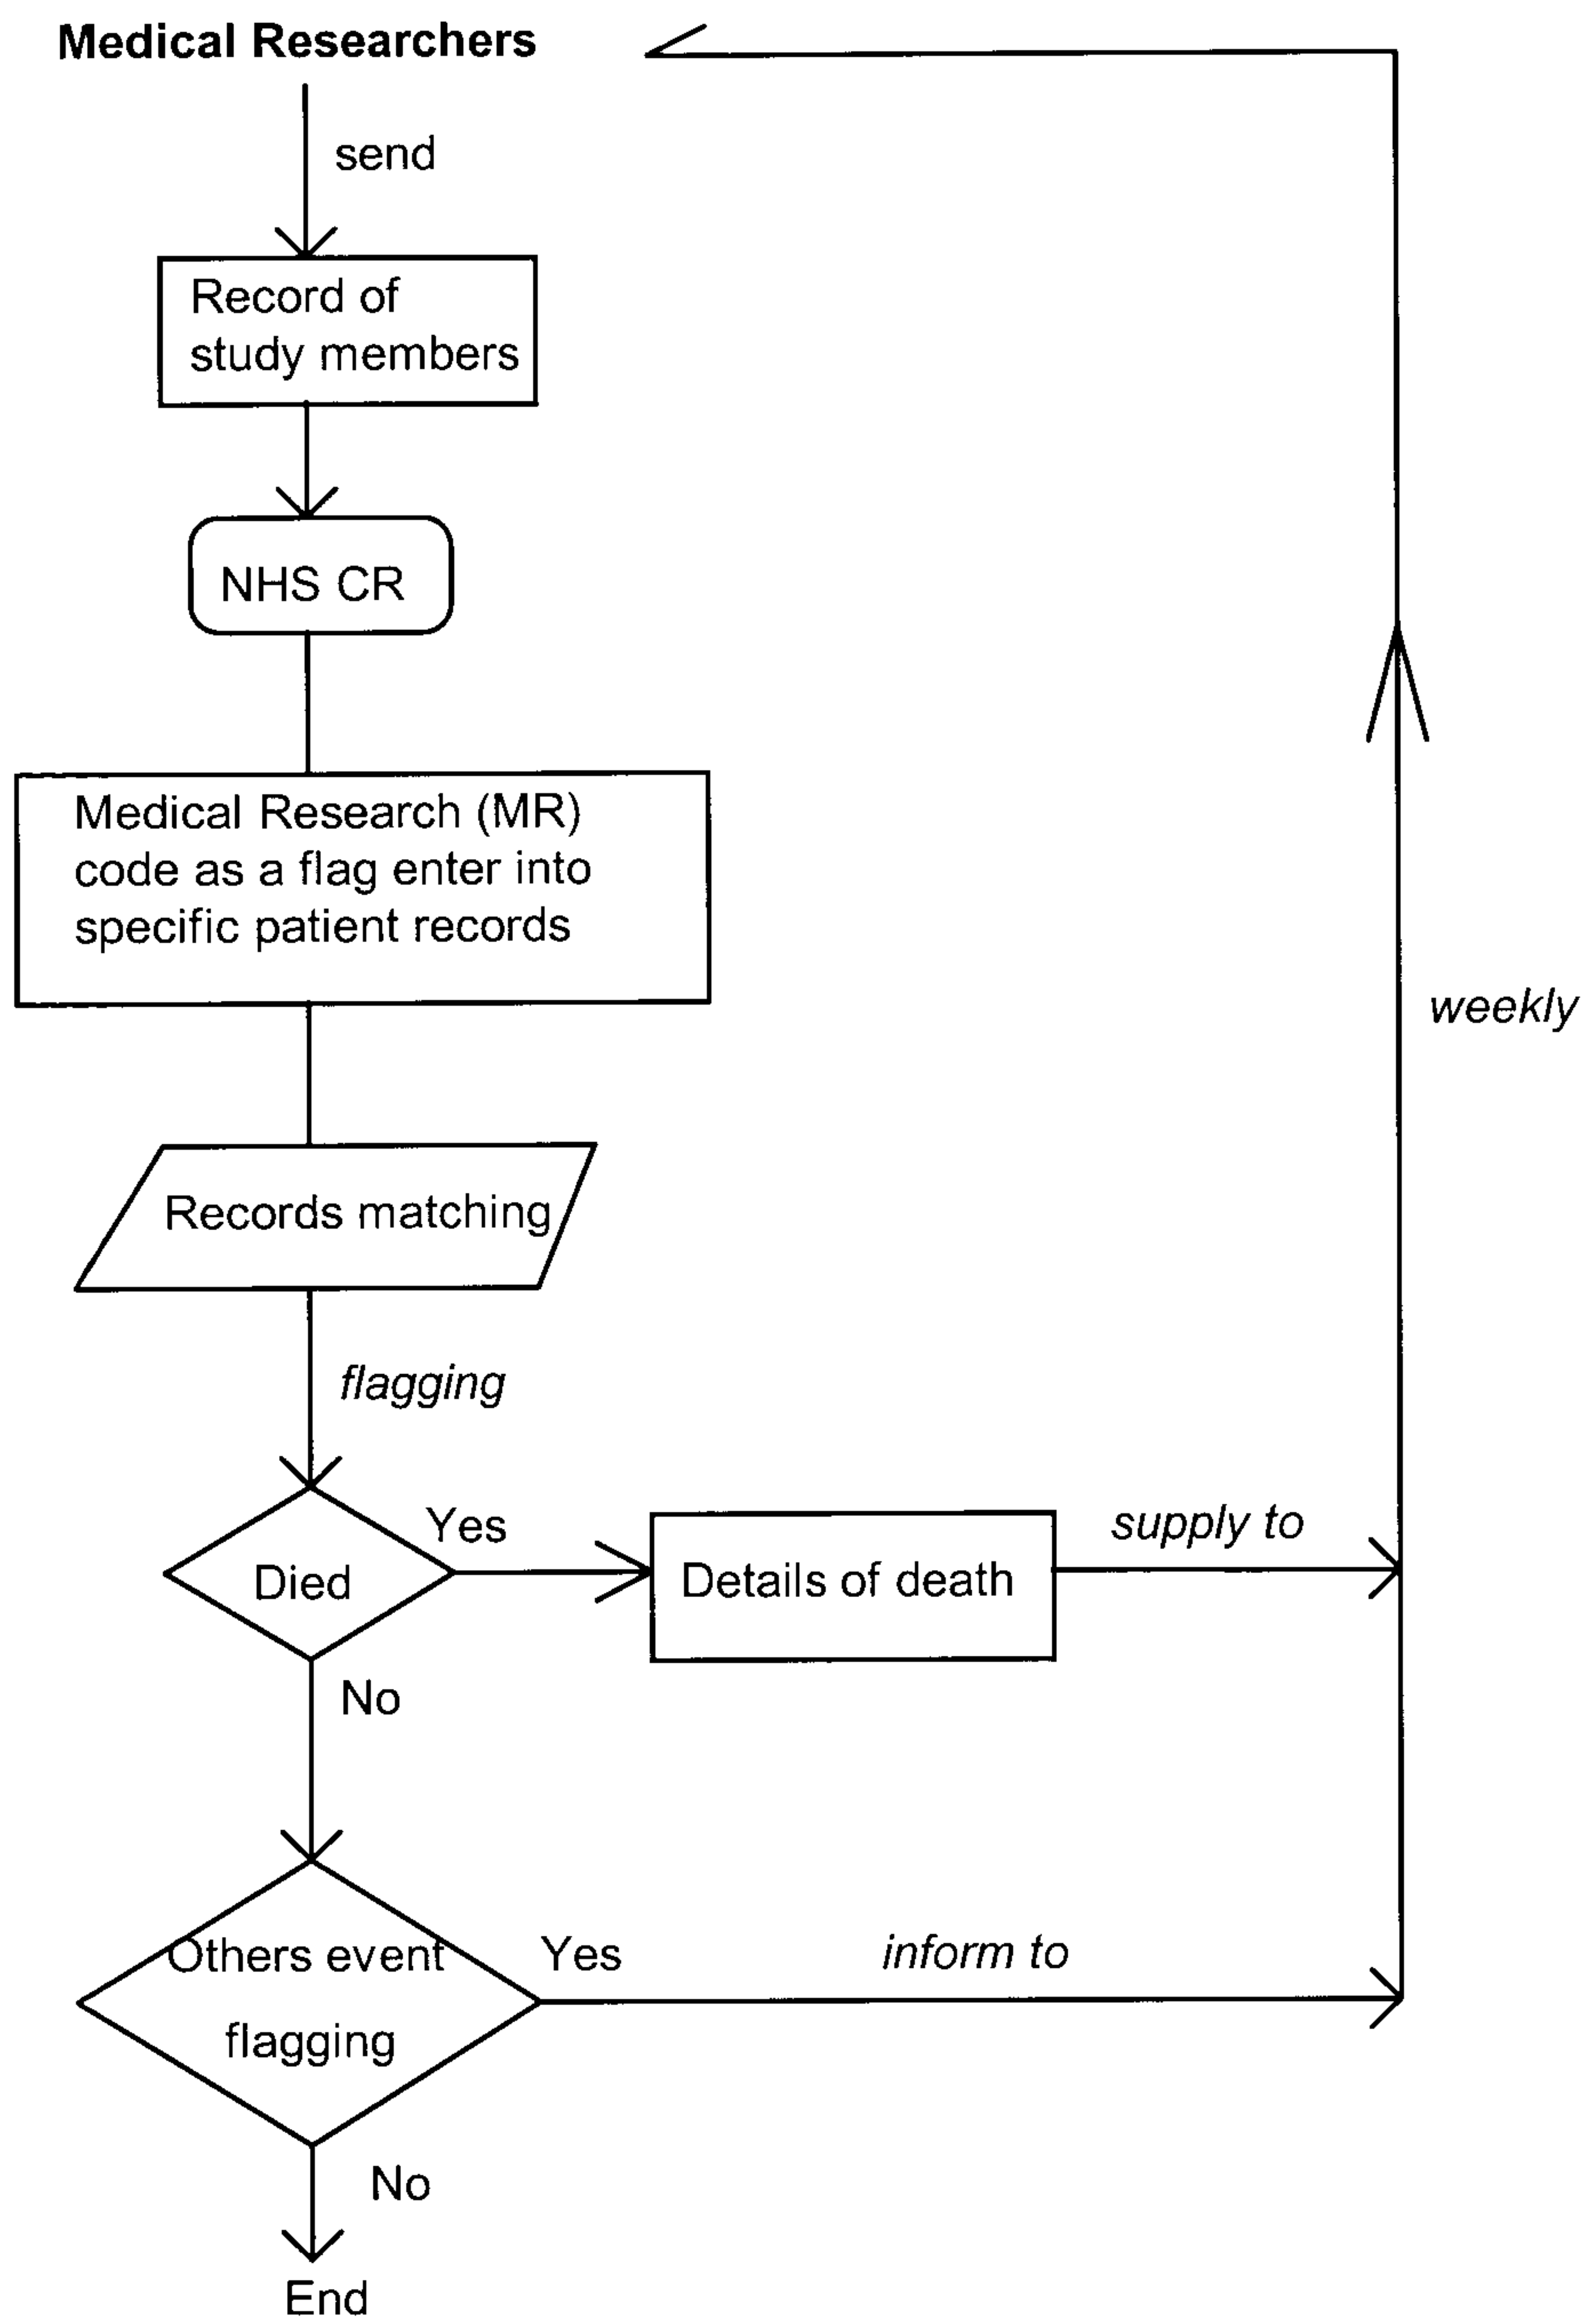 Medical Researchers
send
Record of
study members
NHS CR
Medical Research (MR)
code as a flag enter into
specific patient records
weekly
Records matching
flagging
Yes
Died
Details of death
supply to
No
Others event
flagging
Yes
inform to
No
End